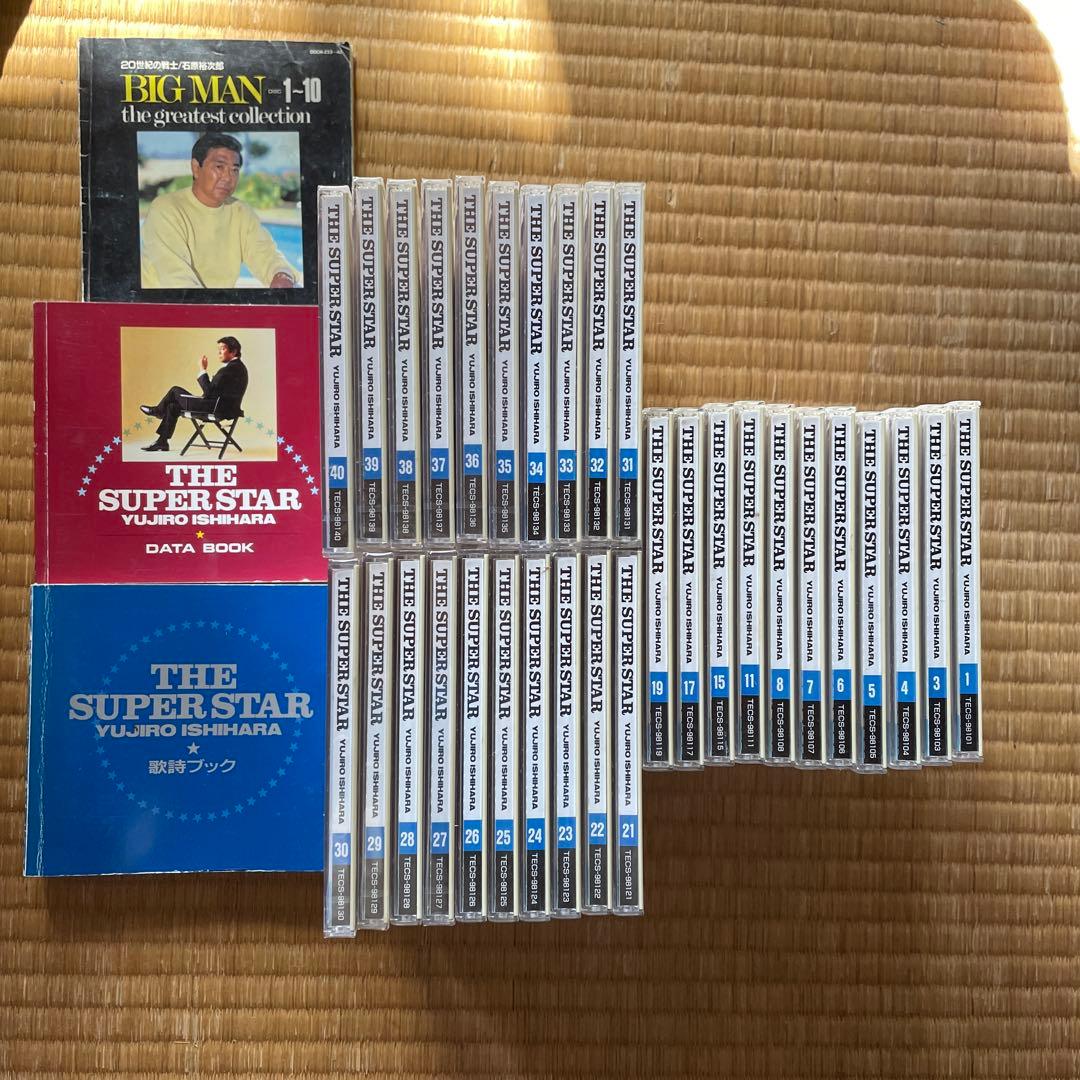 20世紀の戦士/石原裕次郎
BIG MAN DISC 1~10
the greatest collection
THE
SUPER STAR
YUJIRO ISHIHARA
DATA BOOK
THE
SUPER STAR
YUJIRO ISHIHARA
歌詩ブック
THE SUPER STAR YUJIRO ISHIHARA 40 TECS-98140
THE SUPER STAR YUJIRO ISHIHARA 39 TECS-98139
THE SUPER STAR YUJIRO ISHIHARA 38 TECS-98138
THE SUPER STAR YUJIRO ISHIHARA 37 TECS-98137
THE SUPER STAR YUJIRO ISHIHARA 36 TECS-98136
THE SUPER STAR YUJIRO ISHIHARA 35 TECS-98135
THE SUPER STAR YUJIRO ISHIHARA 34 TECS-98134
THE SUPER STAR YUJIRO ISHIHARA 33 TECS-98133
THE SUPER STAR YUJIRO ISHIHARA 32 TECS-98132
THE SUPER STAR YUJIRO ISHIHARA 31 TECS-98131
THE SUPER STAR YUJIRO ISHIHARA 30 TECS-98130
THE SUPER STAR YUJIRO ISHIHARA 29 TECS-98129
THE SUPER STAR YUJIRO ISHIHARA 28 TECS-98128
THE SUPER STAR YUJIRO ISHIHARA 27 TECS-98127
THE SUPER STAR YUJIRO ISHIHARA 26 TECS-98126
THE SUPER STAR YUJIRO ISHIHARA 25 TECS-98125
THE SUPER STAR YUJIRO ISHIHARA 24 TECS-98124
THE SUPER STAR YUJIRO ISHIHARA 23 TECS-98123
THE SUPER STAR YUJIRO ISHIHARA 22 TECS-98122
THE SUPER STAR YUJIRO ISHIHARA 21 TECS-98121
THE SUPER STAR YUJIRO ISHIHARA 19 TECS-98119
THE SUPER STAR YUJIRO ISHIHARA 17 TECS-98117
THE SUPER STAR YUJIRO ISHIHARA 15 TECS-98115
THE SUPER STAR YUJIRO ISHIHARA 11 TECS-98111
THE SUPER STAR YUJIRO ISHIHARA 8 TECS-98108
THE SUPER STAR YUJIRO ISHIHARA 7 TECS-98107
THE SUPER STAR YUJIRO ISHIHARA 6 TECS-98106
THE SUPER STAR YUJIRO ISHIHARA 5 TECS-98105
THE SUPER STAR YUJIRO ISHIHARA 4 TECS-98104
THE SUPER STAR YUJIRO ISHIHARA 3 TECS-98103
THE SUPER STAR YUJIRO ISHIHARA 1 TECS-98101